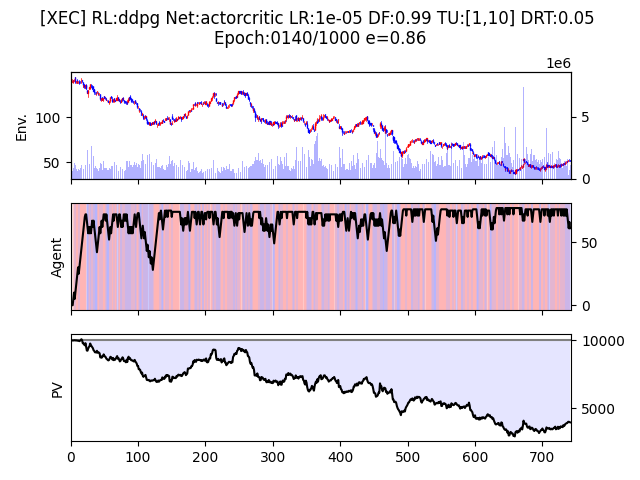 [XEC] RL:ddpg Net:actorcritic LR:1e-05 DF:0.99 TU:[1,10] DRT:0.05
Epoch:0140/1000 e=0.86
1e6
Env.
100
50
5
0
Agent
50
0
PV
10000
5000
0 100 200 300 400 500 600 700